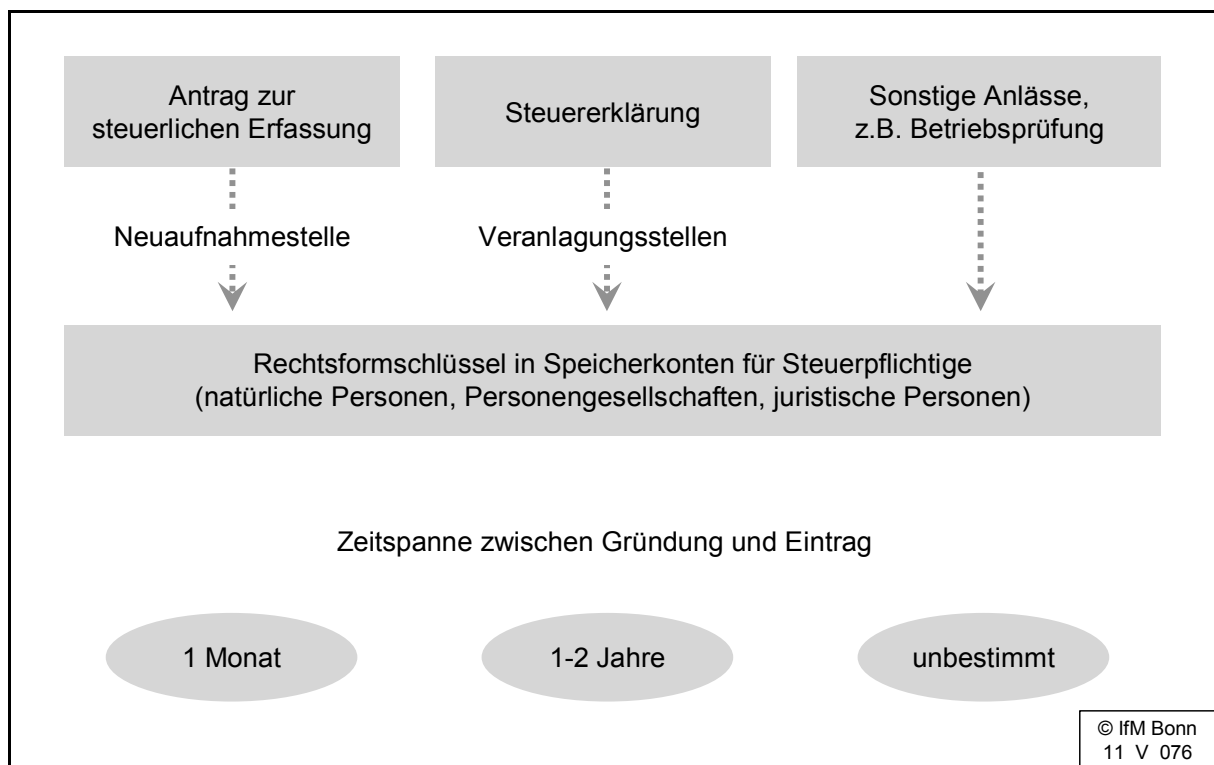 Antrag zur
steuerlichen Erfassung
Steuererklärung
Sonstige Anlässe,
z.B. Betriebsprüfung
Neuaufnahmestelle
Veranlagungsstellen
Rechtsformschlüssel in Speicherkonten für Steuerpflichtige
(natürliche Personen, Personengesellschaften, juristische Personen)
Zeitspanne zwischen Gründung und Eintrag
1 Monat
1-2 Jahre
unbestimmt
© IfM Bonn
11 V 076